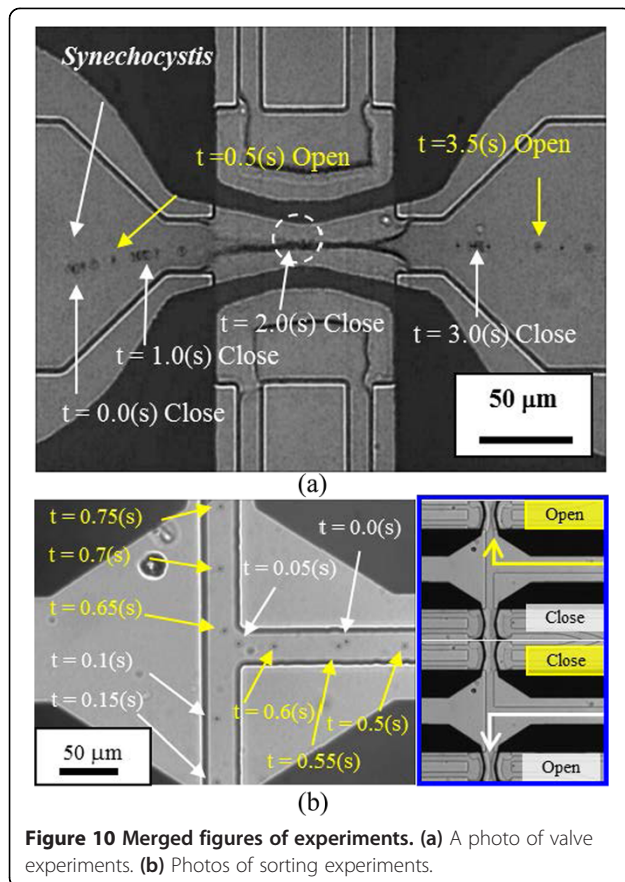 Synechocystis
t =0.5(s) Open
t =3.5(s) Open
t = 2.0(s) Close
t = 3.0(s) Close
t = 1.0(s) Close
t = 0.0(s) Close
50 μm
(a)
t = 0.75(s)
t = 0.0(s)
t = 0.7(s)
t = 0.05(s)
t = 0.65(s)
t = 0.1(s)
t = 0.15(s)
t = 0.6(s)
t = 0.5(s)
t = 0.55(s)
50 μm
Open
Close
Close
Open
(b)
Figure 10 Merged figures of experiments. (a) A photo of valve
experiments. (b) Photos of sorting experiments.